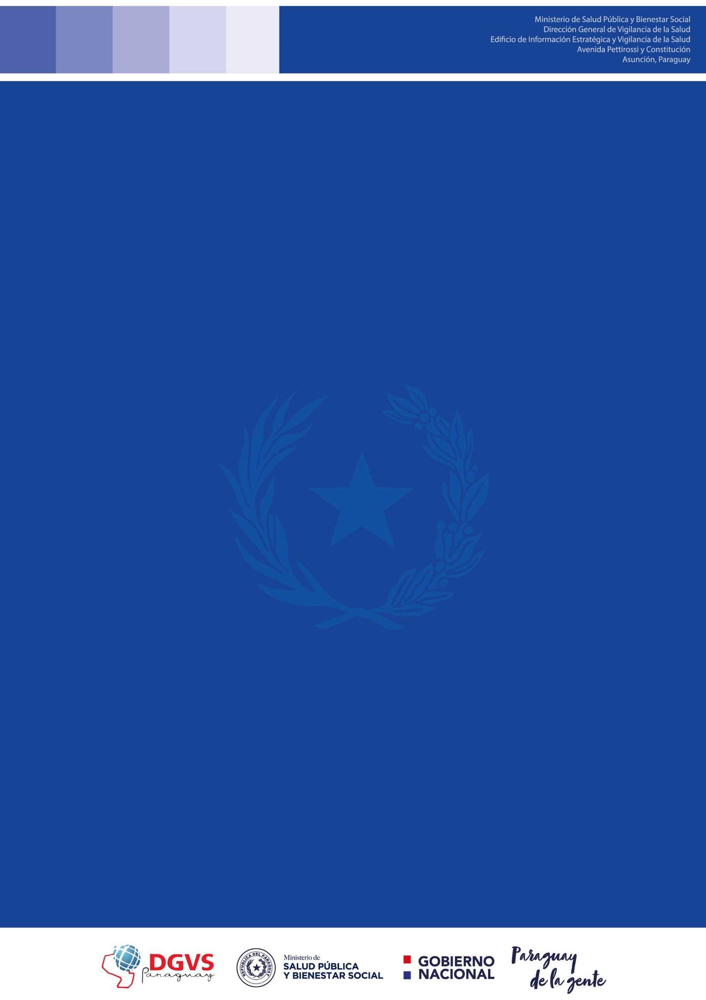 Ministerio de Salud Pública y Bienestar Social
Dirección General de Vigilancia de la Salud
Edificio de Información Estratégica y Vigilancia de la Salud
Avenida Pettirossi y Constitución
Asunción, Paraguay
DGVS
Paraguay
REPUBLICA DEL PARAGUAY
Ministerio de
SALUD PÚBLICA
Y BIENESTAR SOCIAL
GOBIERNO
NACIONAL
Paraguay
de la gente